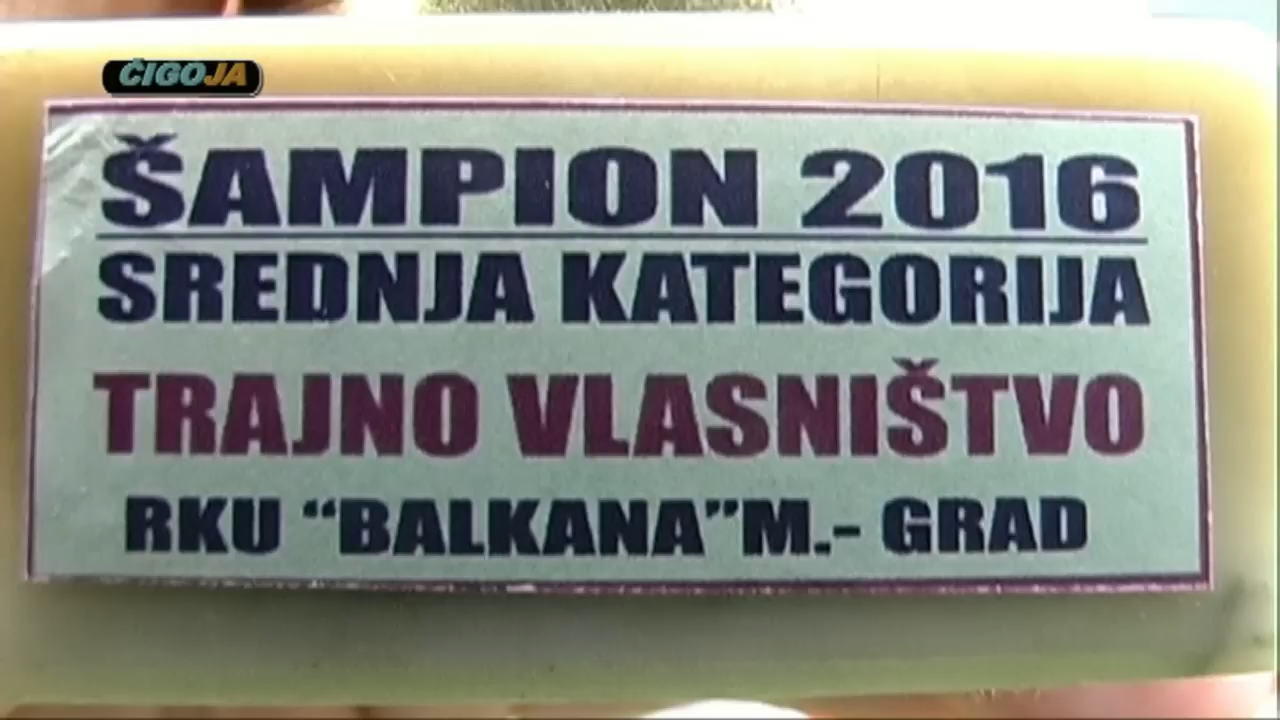 ČIGOJA
ŠAMPION 2016
SREDNJA KATEGORIJA
TRAJNO VLASNIŠTVO
RKU “BALKANA”M.- GRAD